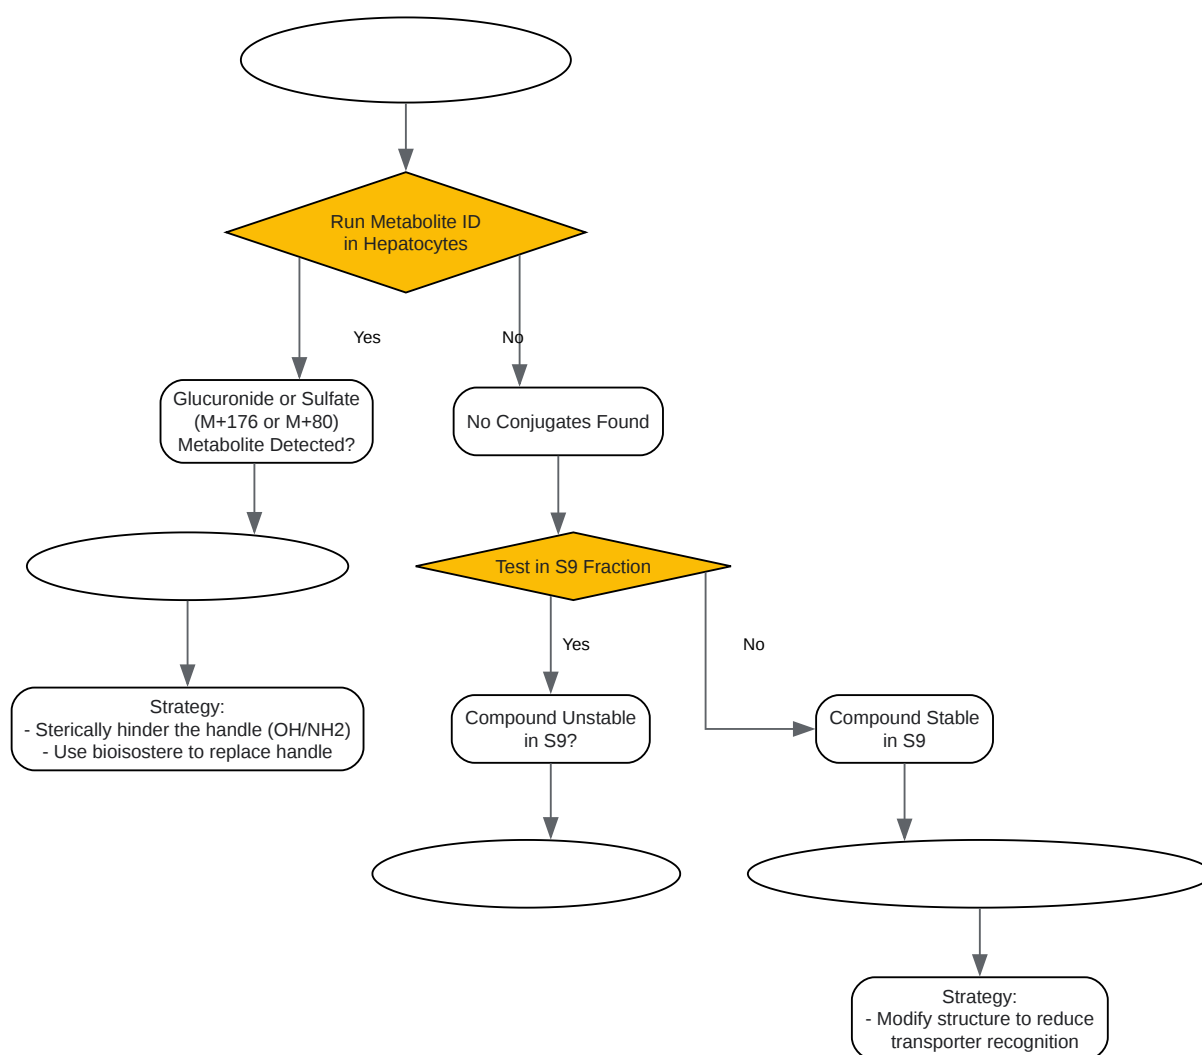 Run Metabolite ID
in Hepatocytes
Yes
No
Glucuronide or Sulfate
(M+176 or M+80)
Metabolite Detected?
No Conjugates Found
Test in S9 Fraction
Yes
No
Strategy:
- Sterically hinder the handle (OH/NH2)
- Use bioisostere to replace handle
Compound Unstable
in S9?
Compound Stable
in S9
Strategy:
- Modify structure to reduce
transporter recognition